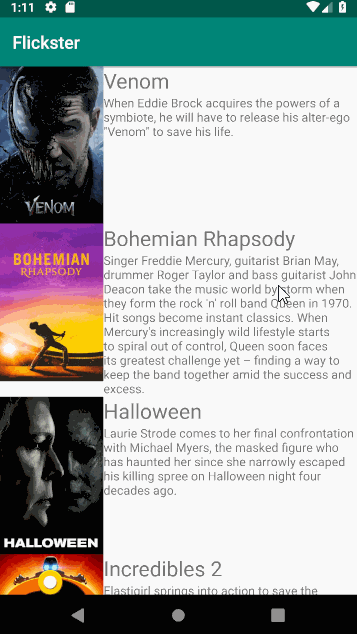 1:11
Flickster
VENOM
Venom
When Eddie Brock acquires the powers of a
symbiote, he will have to release his alter-ego
"Venom" to save his life.
BOHEMIAN
RHAPSODY
Bohemian Rhapsody
Singer Freddie Mercury, guitarist Brian May,
drummer Roger Taylor and bass guitarist John
Deacon take the music world by storm when
they form the rock 'n' roll band Queen in 1970.
Hit songs become instant classics. When
Mercury's increasingly wild lifestyle starts
to spiral out of control, Queen soon faces
its greatest challenge yet – finding a way to
keep the band together amid the success and
excess.
HALLOWEEN
Halloween
Laurie Strode comes to her final confrontation
with Michael Myers, the masked figure who
has haunted her since she narrowly escaped
his killing spree on Halloween night four
decades ago.
Incredibles 2
Elastigirl springs into action to save the